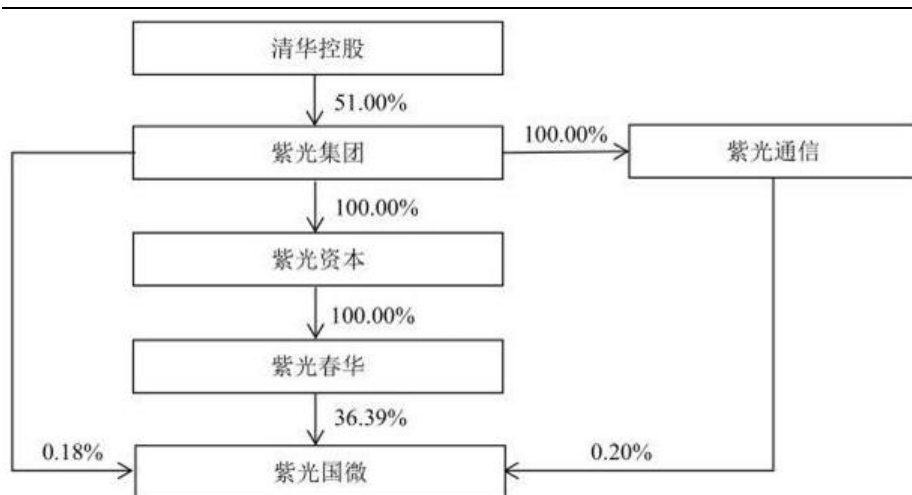 清华控股
51.00%
紫光集团
100.00%
紫光通信
100.00%
紫光资本
100.00%
紫光春华
36.39%
0.18%
紫光国微
0.20%